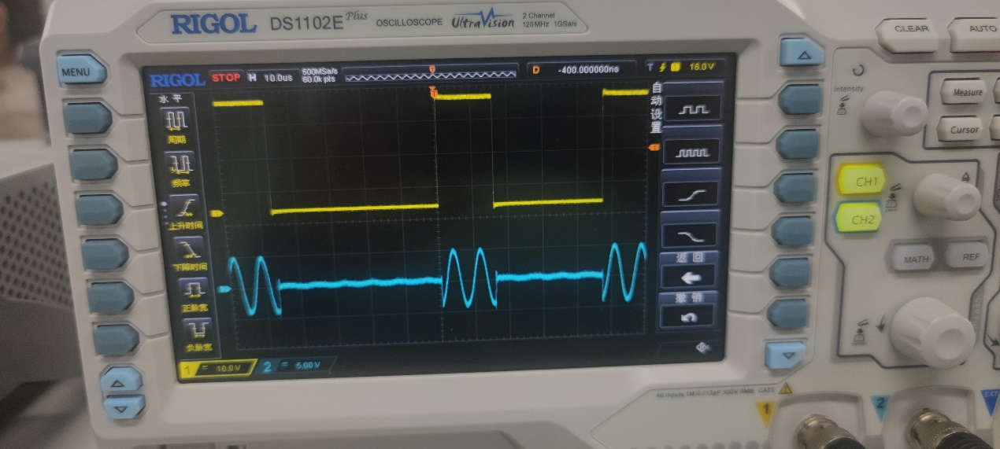 RIGOL DS1102E Plus OSCILLOSCOPE UltraVision 2 Channel 120MHz 1GSa/s
CLEAR AUTO
MENU
RIGOL STOP H 10.0us 500MSa/s 60.0k pts D -400.000000ns T 1 16.0V
水平
周期
频率
上升时间
下降时间
正脉宽
负脉宽
自动设置
返回
撤销
1 = 10.0V 2 = 5.00V
Intensity
Measure
Cursor
CH1
CH2
MATH REF
1 2 EXT